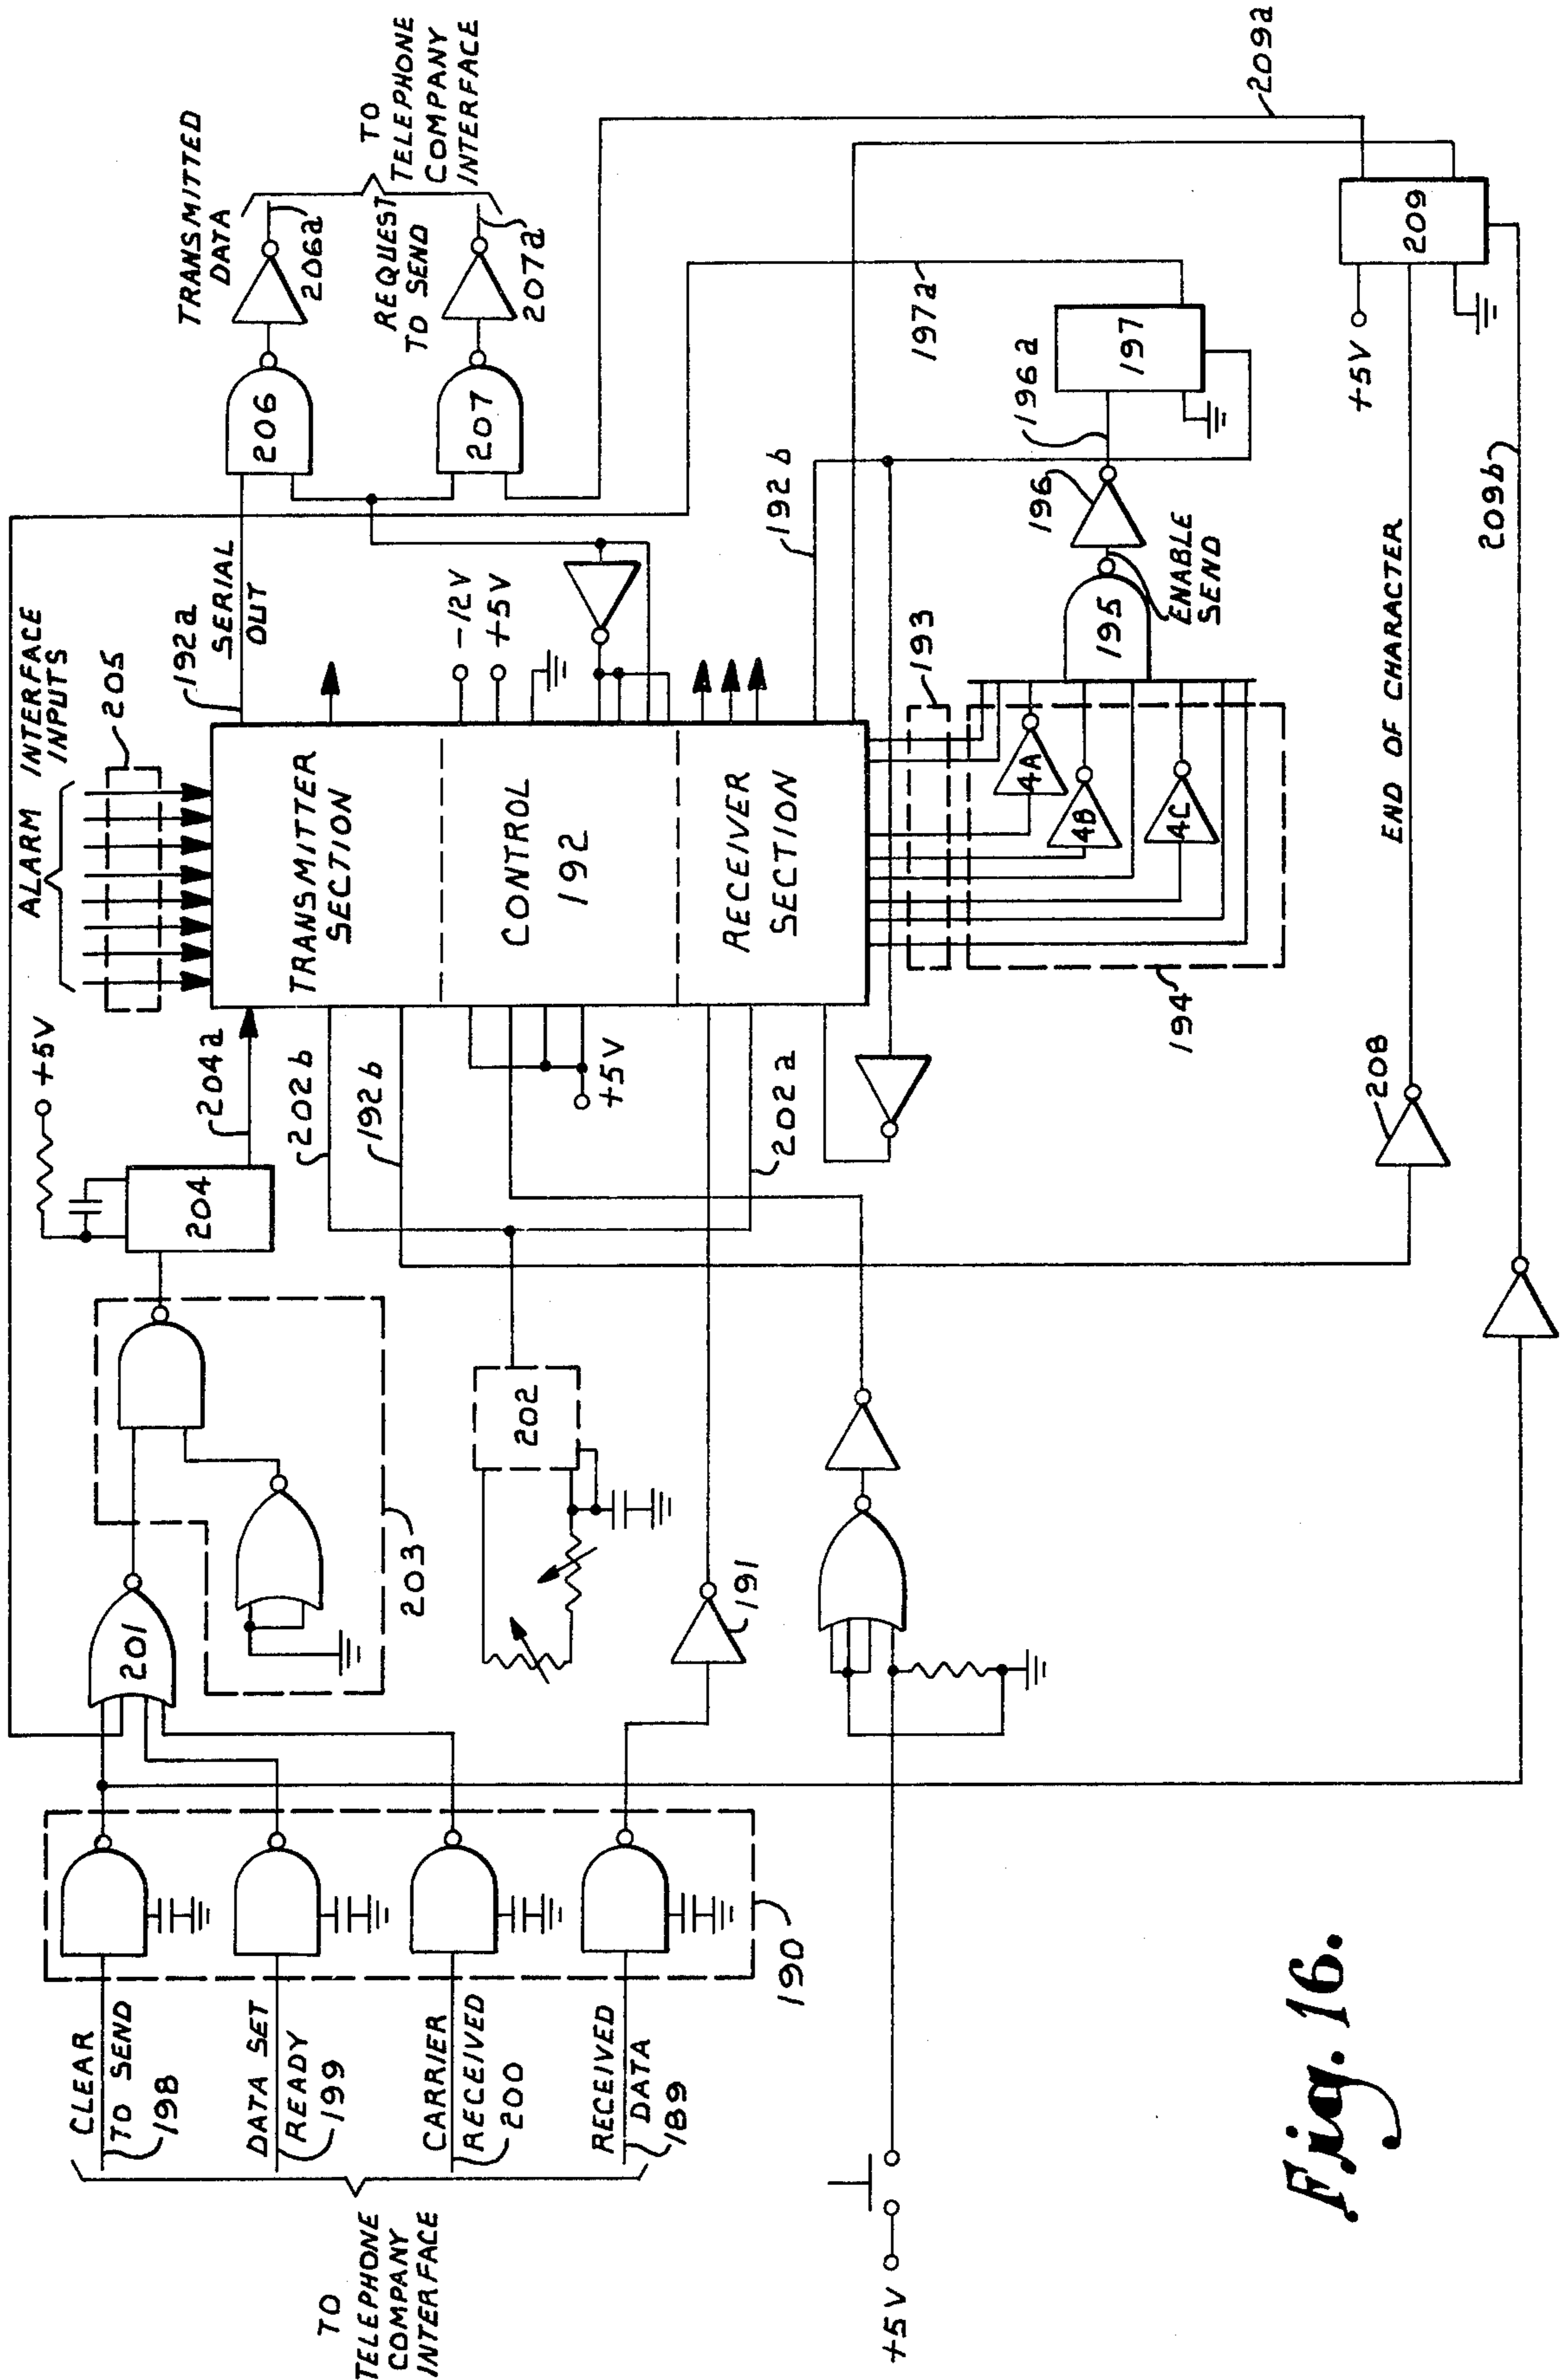 TO
TELEPHONE
COMPANY
INTERFACE
CLEAR
TO SEND
198
DATA SET
READY
199
CARRIER
RECEIVED
200
RECEIVED
DATA
189
190
+5V
201
203
191
202
204
+5V
204a
202b
192b
+5V
202a
208
ALARM INTERFACE
INPUTS
205
TRANSMITTER
SECTION
CONTROL
192
RECEIVER
SECTION
192a
SERIAL
OUT
-12V
+5V
192b
193
194
4A
4B
4C
195
ENABLE
SEND
196
196a
197
197a
206
207
TRANSMITTED
DATA
206a
REQUEST
TO SEND
207a
TO
TELEPHONE
COMPANY
INTERFACE
END OF CHARACTER
+5V
209
209a
209b
Fig. 16.